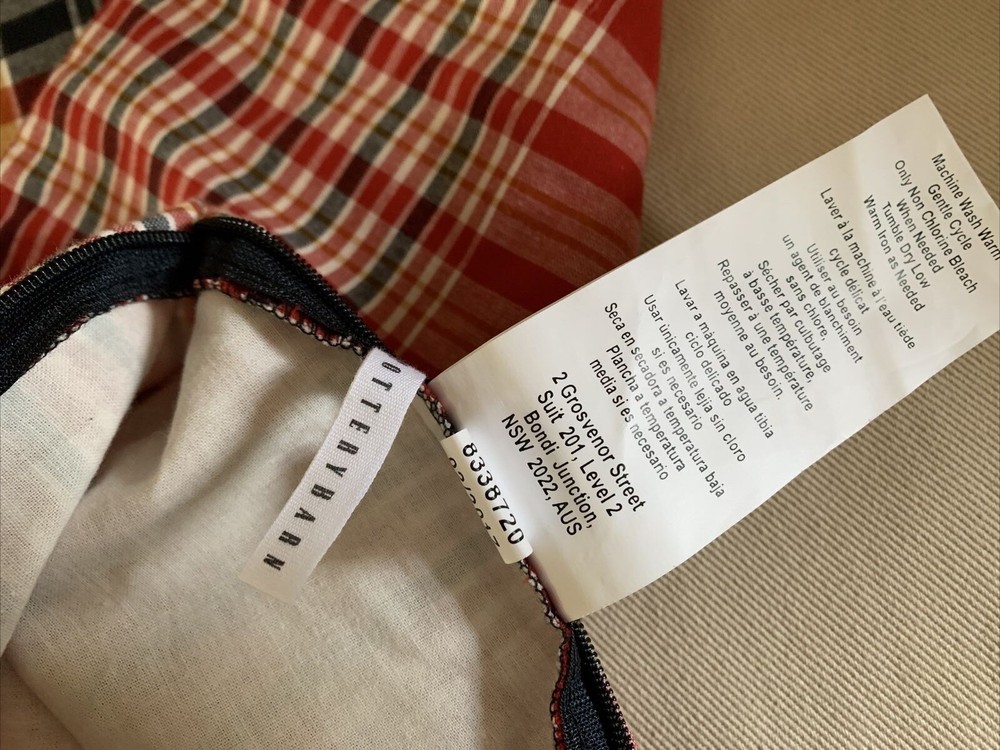 OTTERYBARN
8338720
Machine Wash Warm
Gentle Cycle
Only Non Chlorine Bleach
When Needed
Tumble Dry Low
Warm Iron as Needed
Laver à la machine à l'eau tiède
cycle délicat
Utiliser au besoin
un agent de blanchiment
sans chlore.
Sécher par culbutage
à basse température,
Repasser à une température
moyenne au besoin.
Lavar a màquina en agua tibia
ciclo delicado
Usar ùnicamente lejia sin cloro
si es necesario
Seca en secadora a temperatura baja
Plancha a temperatura
media si es necesario
2 Grosvenor Street
Suit 201 Level 2
Bondi Junction,
NSW 2022, AUS